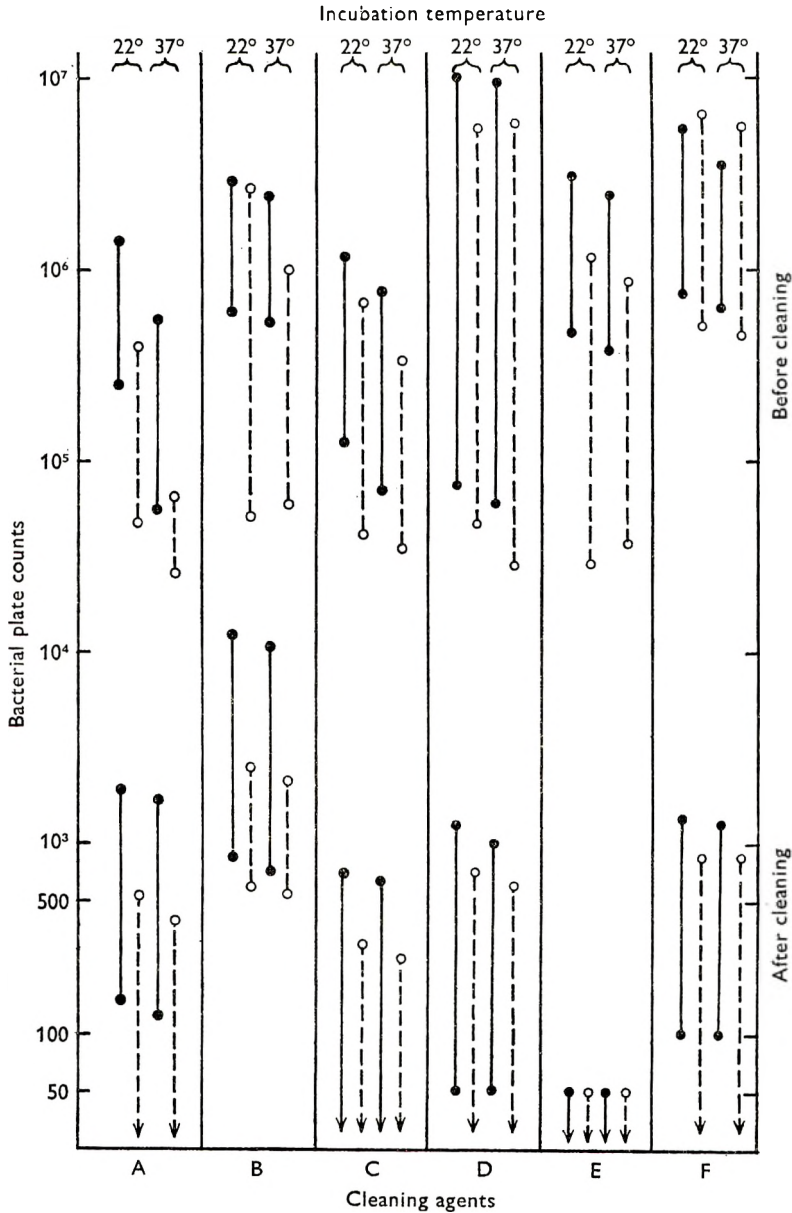 Incubation temperature
22° 37° 22° 37° 22° 37° 22° 37° 22° 37° 22° 37°
10⁷
10⁶
10⁵
10⁴
10³
500
100
50
Bacterial plate counts
Before cleaning
After cleaning
A B C D E F
Cleaning agents